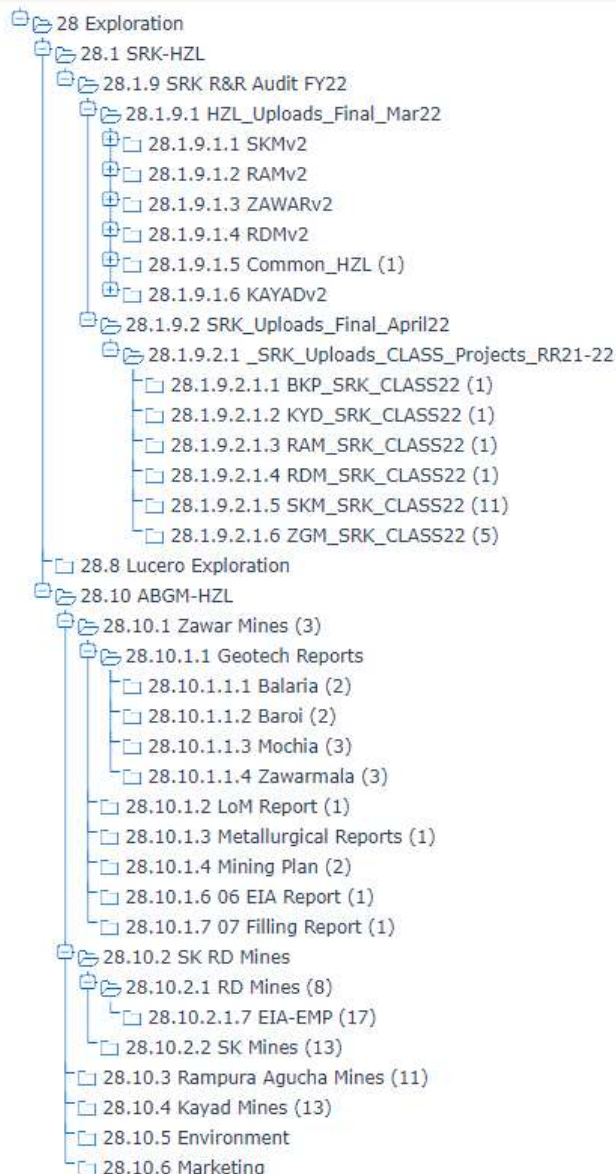 28 Exploration
28.1 SRK-HZL
28.1.9 SRK R&R Audit FY22
28.1.9.1 HZL_Uploads_Final_Mar22
28.1.9.1.1 SKMv2
28.1.9.1.2 RAMv2
28.1.9.1.3 ZAWARv2
28.1.9.1.4 RDMv2
28.1.9.1.5 Common_HZL (1)
28.1.9.1.6 KAYADv2
28.1.9.2 SRK_Uploads_Final_April22
28.1.9.2.1 _SRK_Uploads_CLASS_Projects_RR21-22
28.1.9.2.1.1 BKP_SRK_CLASS22 (1)
28.1.9.2.1.2 KYD_SRK_CLASS22 (1)
28.1.9.2.1.3 RAM_SRK_CLASS22 (1)
28.1.9.2.1.4 RDM_SRK_CLASS22 (1)
28.1.9.2.1.5 SKM_SRK_CLASS22 (11)
28.1.9.2.1.6 ZGM_SRK_CLASS22 (5)
28.8 Lucero Exploration
28.10 ABGM-HZL
28.10.1 Zawar Mines (3)
28.10.1.1 Geotech Reports
28.10.1.1.1 Balaria (2)
28.10.1.1.2 Baroi (2)
28.10.1.1.3 Mochia (3)
28.10.1.1.4 Zawarmala (3)
28.10.1.2 LoM Report (1)
28.10.1.3 Metallurgical Reports (1)
28.10.1.4 Mining Plan (2)
28.10.1.6 06 EIA Report (1)
28.10.1.7 07 Filling Report (1)
28.10.2 SK RD Mines
28.10.2.1 RD Mines (8)
28.10.2.1.7 EIA-EMP (17)
28.10.2.2 SK Mines (13)
28.10.3 Rampura Agucha Mines (11)
28.10.4 Kayad Mines (13)
28.10.5 Environment
28.10.6 Marketing